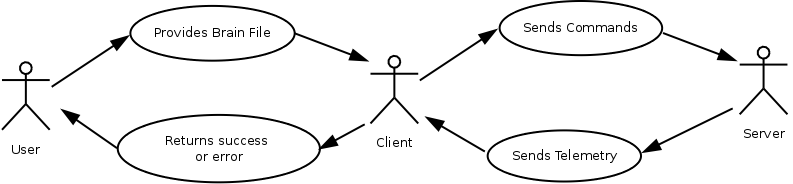 Provides Brain File
Sends Commands
User
Returns success
or error
Client
Sends Telemetry
Server